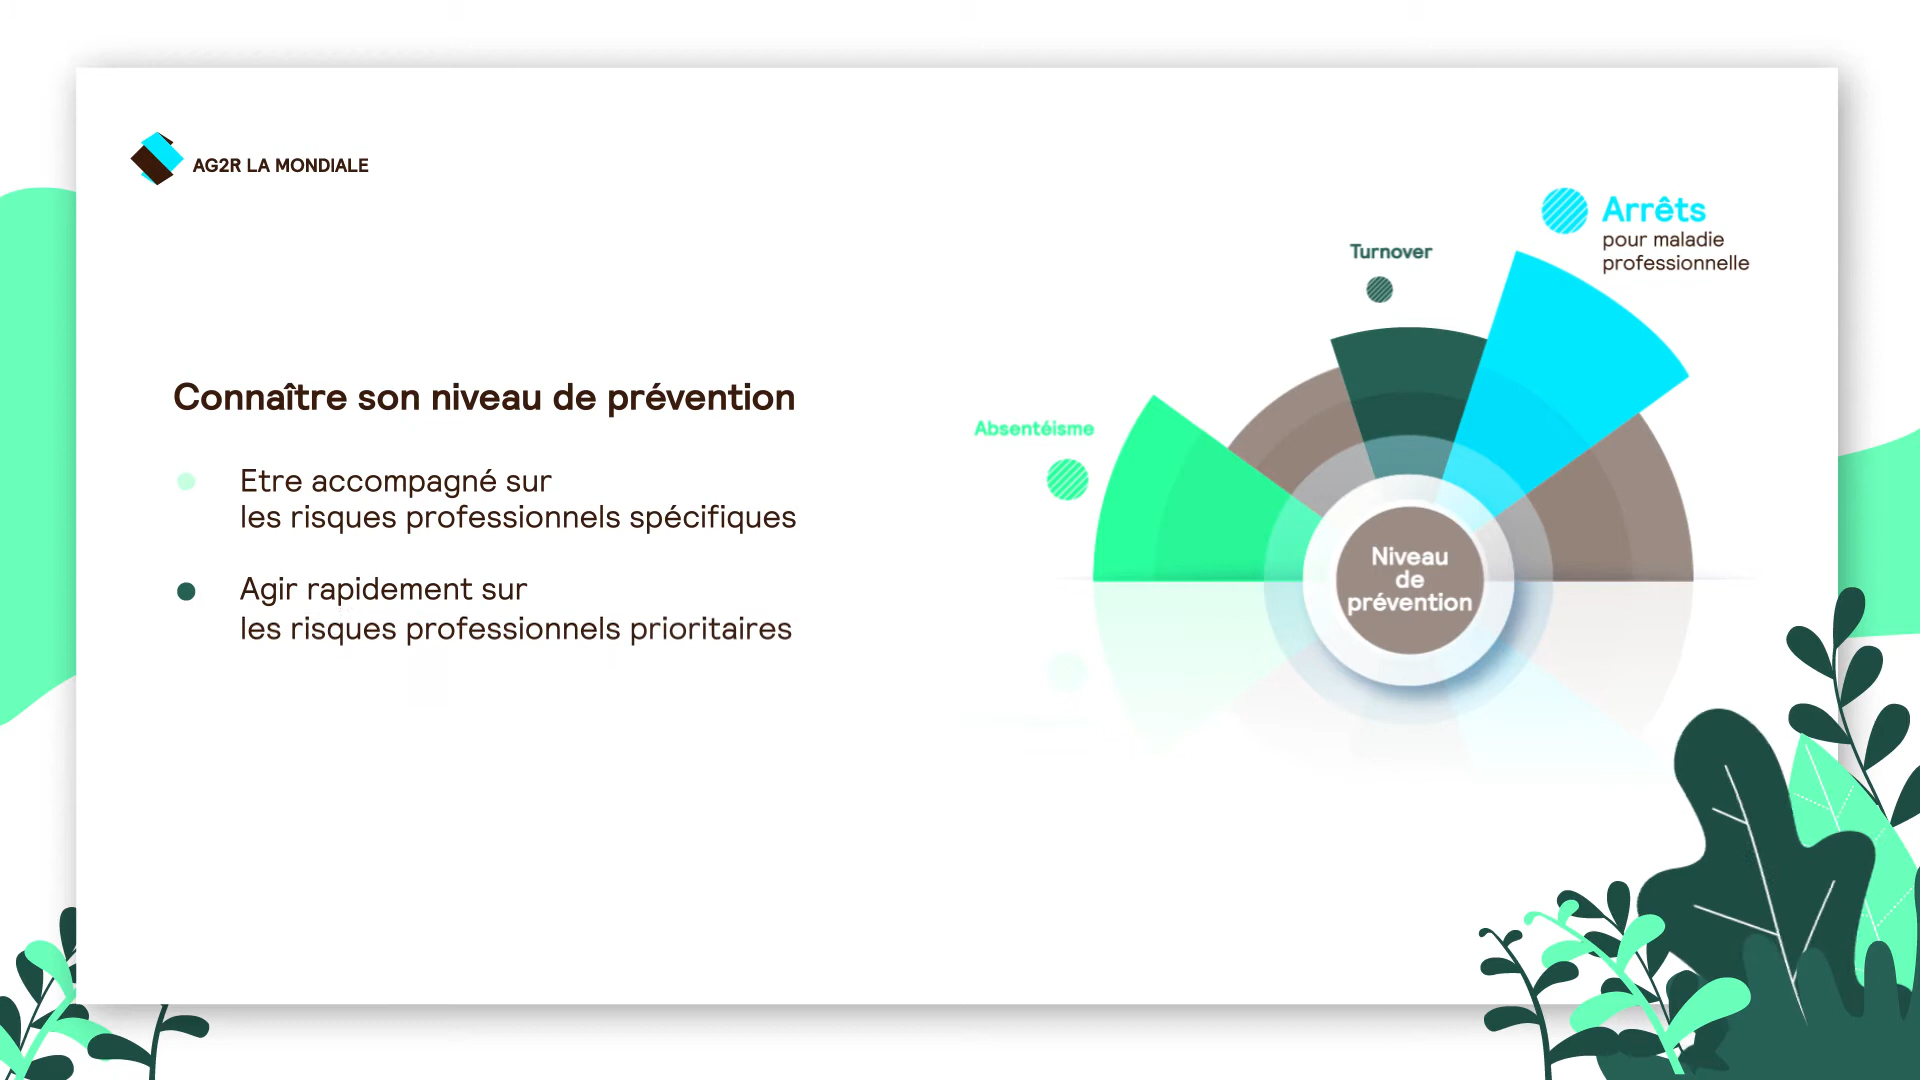 AG2R LA MONDIALE
Connaître son niveau de prévention
Etre accompagné sur
les risques professionnels spécifiques
Agir rapidement sur
les risques professionnels prioritaires
Absentéisme
Turnover
Arrêts
pour maladie
professionnelle
Niveau
de
prévention